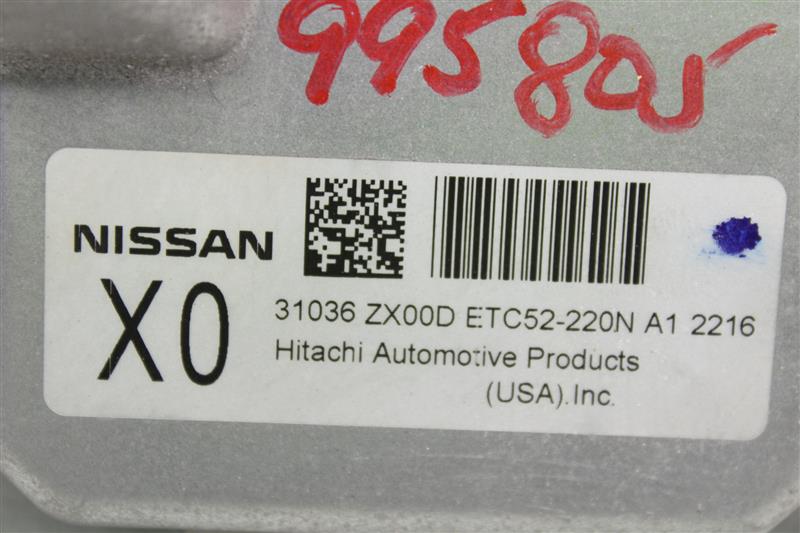 995805
NISSAN
X0
31036 ZX00D ETC52-220N A1 2216
Hitachi Automotive Products
(USA).Inc.